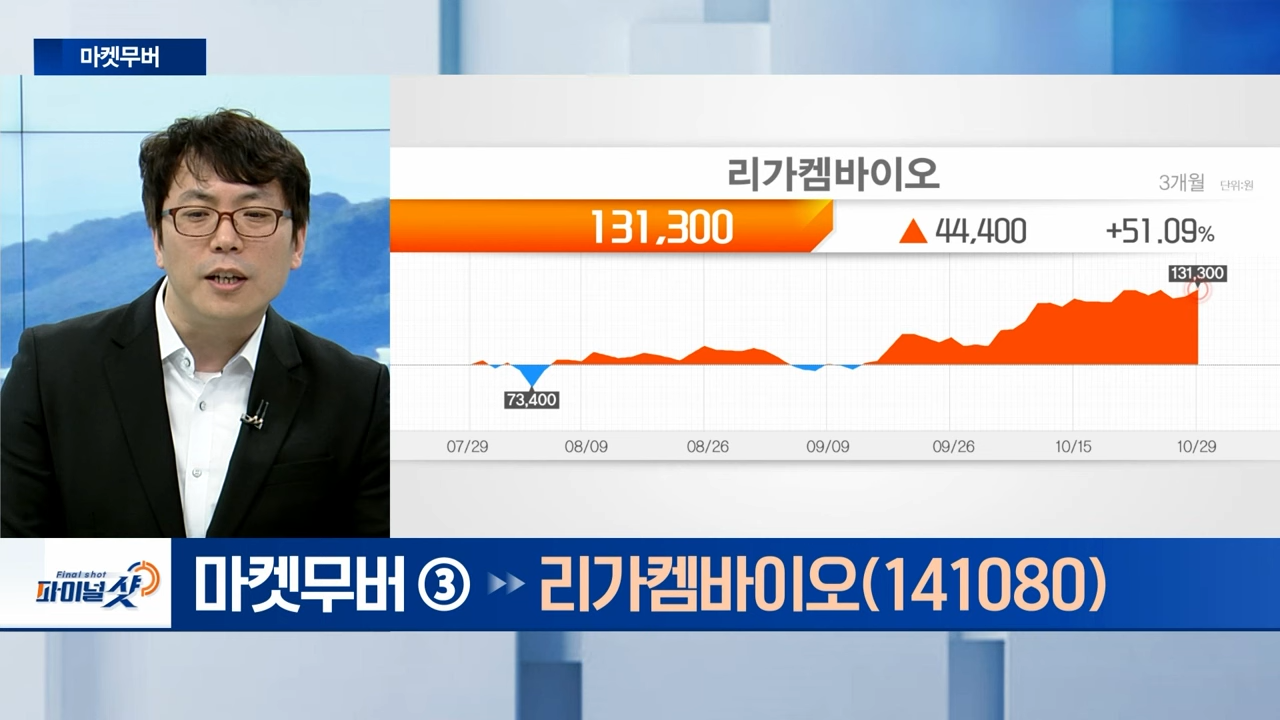 마켓무버
리가켐바이오
3개월 단위:원
131,300 ▲ 44,400 +51.09%
131,300
73,400
07/29 08/09 08/26 09/09 09/26 10/15 10/29
Final shot
파이널샷
마켓무버 ③ 리가켐바이오(141080)